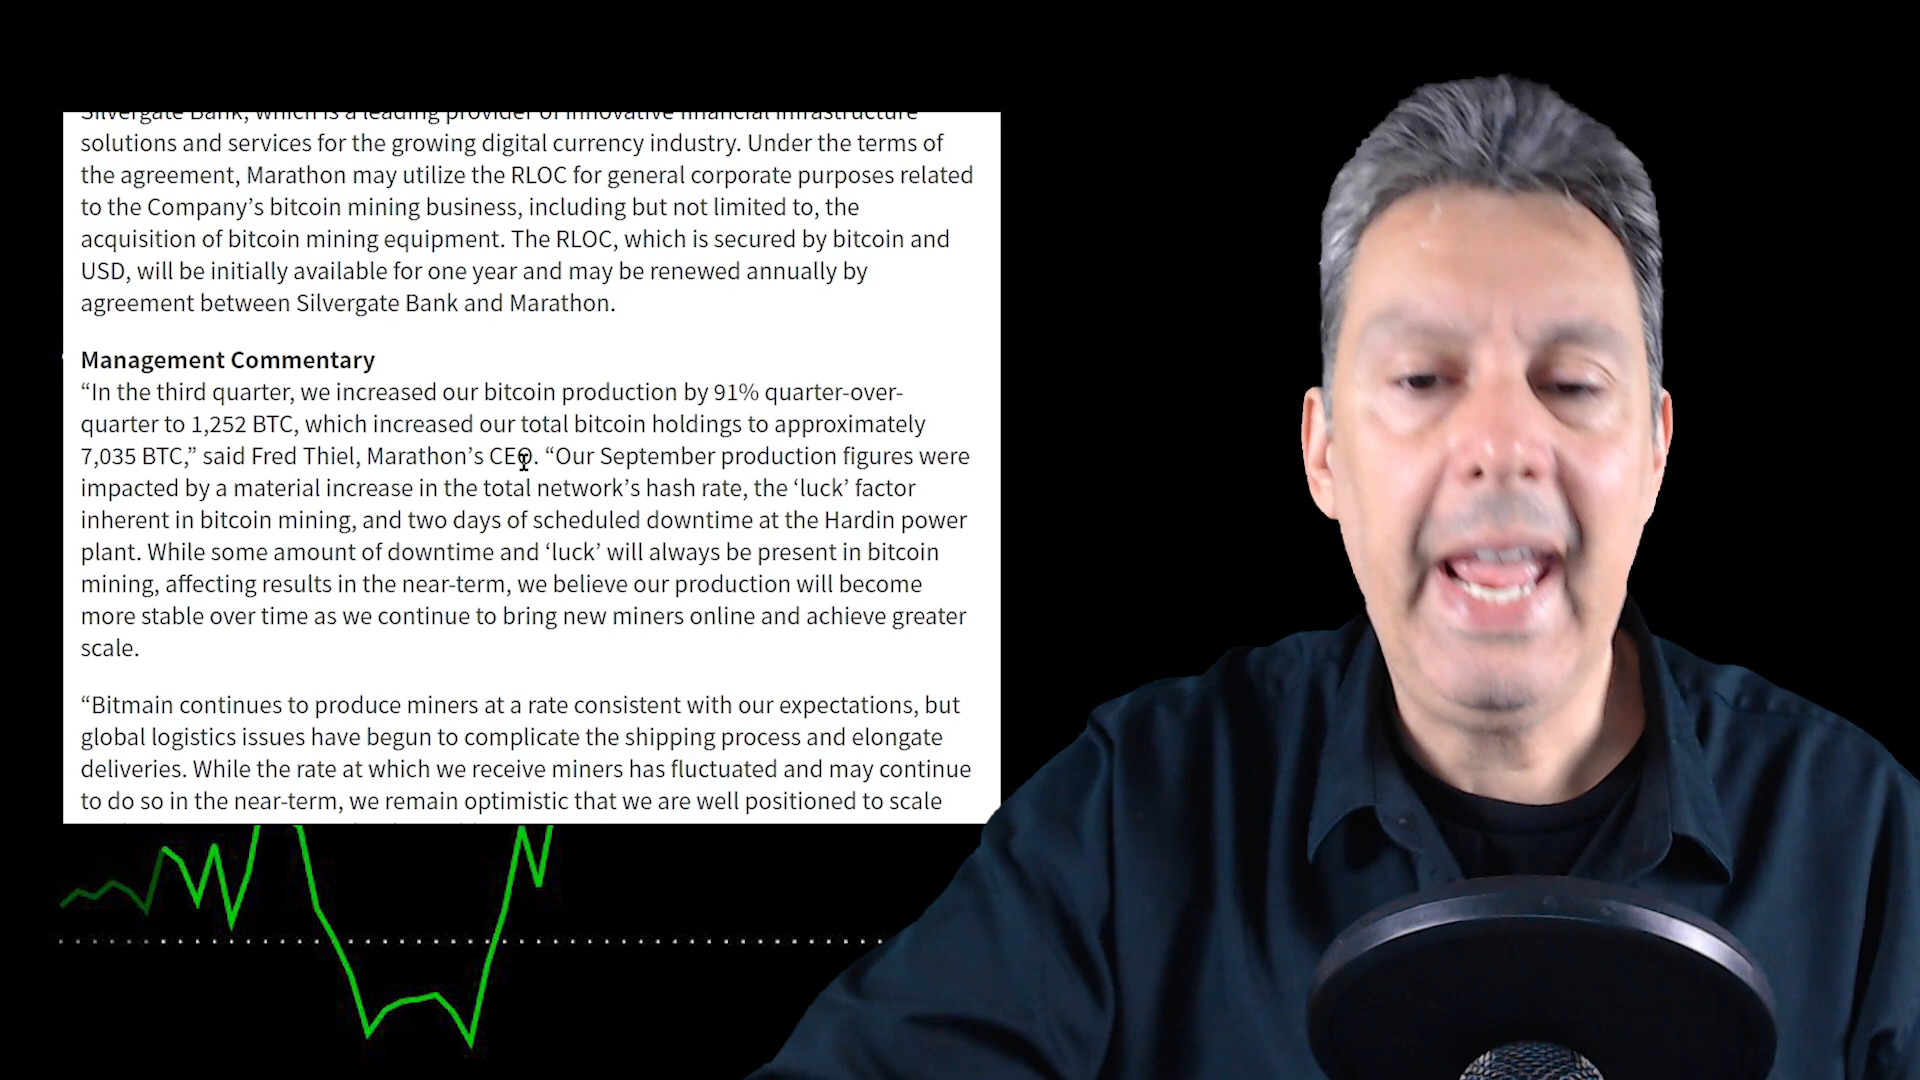 Silvergate Bank, which is a leading provider of innovative financial infrastructure
solutions and services for the growing digital currency industry. Under the terms of
the agreement, Marathon may utilize the RLOC for general corporate purposes related
to the Company’s bitcoin mining business, including but not limited to, the
acquisition of bitcoin mining equipment. The RLOC, which is secured by bitcoin and
USD, will be initially available for one year and may be renewed annually by
agreement between Silvergate Bank and Marathon.
Management Commentary
“In the third quarter, we increased our bitcoin production by 91% quarter-over-
quarter to 1,252 BTC, which increased our total bitcoin holdings to approximately
7,035 BTC,” said Fred Thiel, Marathon’s CEO. “Our September production figures were
impacted by a material increase in the total network’s hash rate, the ‘luck’ factor
inherent in bitcoin mining, and two days of scheduled downtime at the Hardin power
plant. While some amount of downtime and ‘luck’ will always be present in bitcoin
mining, affecting results in the near-term, we believe our production will become
more stable over time as we continue to bring new miners online and achieve greater
scale.
“Bitmain continues to produce miners at a rate consistent with our expectations, but
global logistics issues have begun to complicate the shipping process and elongate
deliveries. While the rate at which we receive miners has fluctuated and may continue
to do so in the near-term, we remain optimistic that we are well positioned to scale